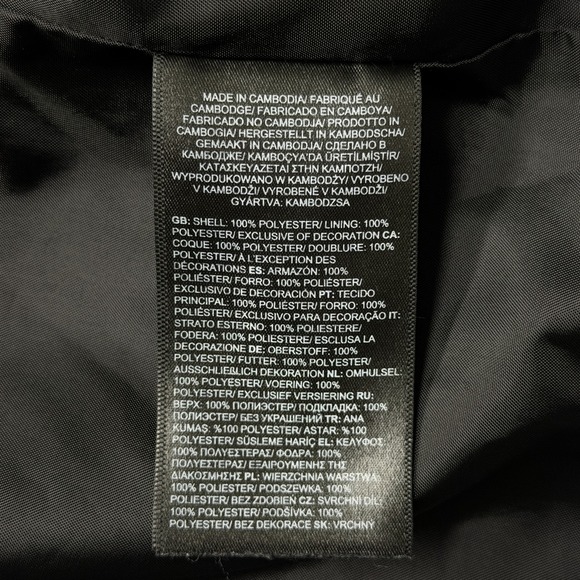 MADE IN CAMBODIA/ FABRIQUÉ AU
CAMBODGE/ FABRICADO EN CAMBOYA/
FABRICADO NO CAMBODJA/ PRODOTTO IN
CAMBOGIA/ HERGESTELLT IN KAMBODSCHA/
GEMAAKT IN CAMBODJA/ СДЕЛАНО В
КАМБОДЖЕ/ KAMBOÇYA'DA ÜRETİLMİŞTİR/
ΚΑΤΑΣΚΕΥΑΖΕΤΑΙ ΣΤΗΝ ΚΑΜΠΟΤΖΗ/
WYPRODUKOWANO W KAMBODŻY/ VYROBENO
V KAMBODŽI/ VYROBENÉ V KAMBODŽI/
GYÁRTVA: KAMBODZSA
GB: SHELL: 100% POLYESTER/ LINING: 100%
POLYESTER/ EXCLUSIVE OF DECORATION CA:
COQUE: 100% POLYESTER/ DOUBLURE: 100%
POLYESTER/ À L'EXCEPTION DES
DÉCORATIONS ES: ARMAZÓN: 100%
POLIÉSTER/ FORRO: 100% POLIÉSTER/
EXCLUSIVO DE DECORACIÓN PT: TECIDO
PRINCIPAL: 100% POLIÉSTER/ FORRO: 100%
POLIÉSTER/ EXCLUSIVO PARA DECORAÇÃO IT:
STRATO ESTERNO: 100% POLIESTERE/
FODERA: 100% POLIESTERE/ ESCLUSA LA
DECORAZIONE DE: OBERSTOFF: 100%
POLYESTER/ FUTTER: 100% POLYESTER/
AUSSCHLIEßLICH DEKORATION NL: OMHULSEL:
100% POLYESTER/ VOERING: 100%
POLYESTER/ EXCLUSIEF VERSIERING RU:
ВЕРХ: 100% ПОЛИЭСТЕР/ ПОДКЛАДКА: 100%
ПОЛИЭСТЕР/ БЕЗ УКРАШЕНИЙ TR: ANA
KUMAŞ: %100 POLYESTER/ ASTAR: %100
POLYESTER/ SÜSLEME HARİÇ EL: ΚΕΛΥΦΟΣ:
100% ΠΟΛΥΕΣΤΕΡΑΣ/ ΦΟΔΡΑ: 100%
ΠΟΛΥΕΣΤΕΡΑΣ/ ΕΞΑΙΡΟΥΜΕΝΗΣ ΤΗΣ
ΔΙΑΚΟΣΜΗΣΗΣ PL: WIERZCHNIA WARSTWA:
100% POLIESTER/ PODSZEWKA: 100%
POLIESTER/ BEZ ZDOBIEŃ CZ: SVRCHNÍ DÍL:
100% POLYESTER/ PODŠÍVKA: 100%
POLYESTER/ BEZ DEKORACE SK: VRCHNÝ